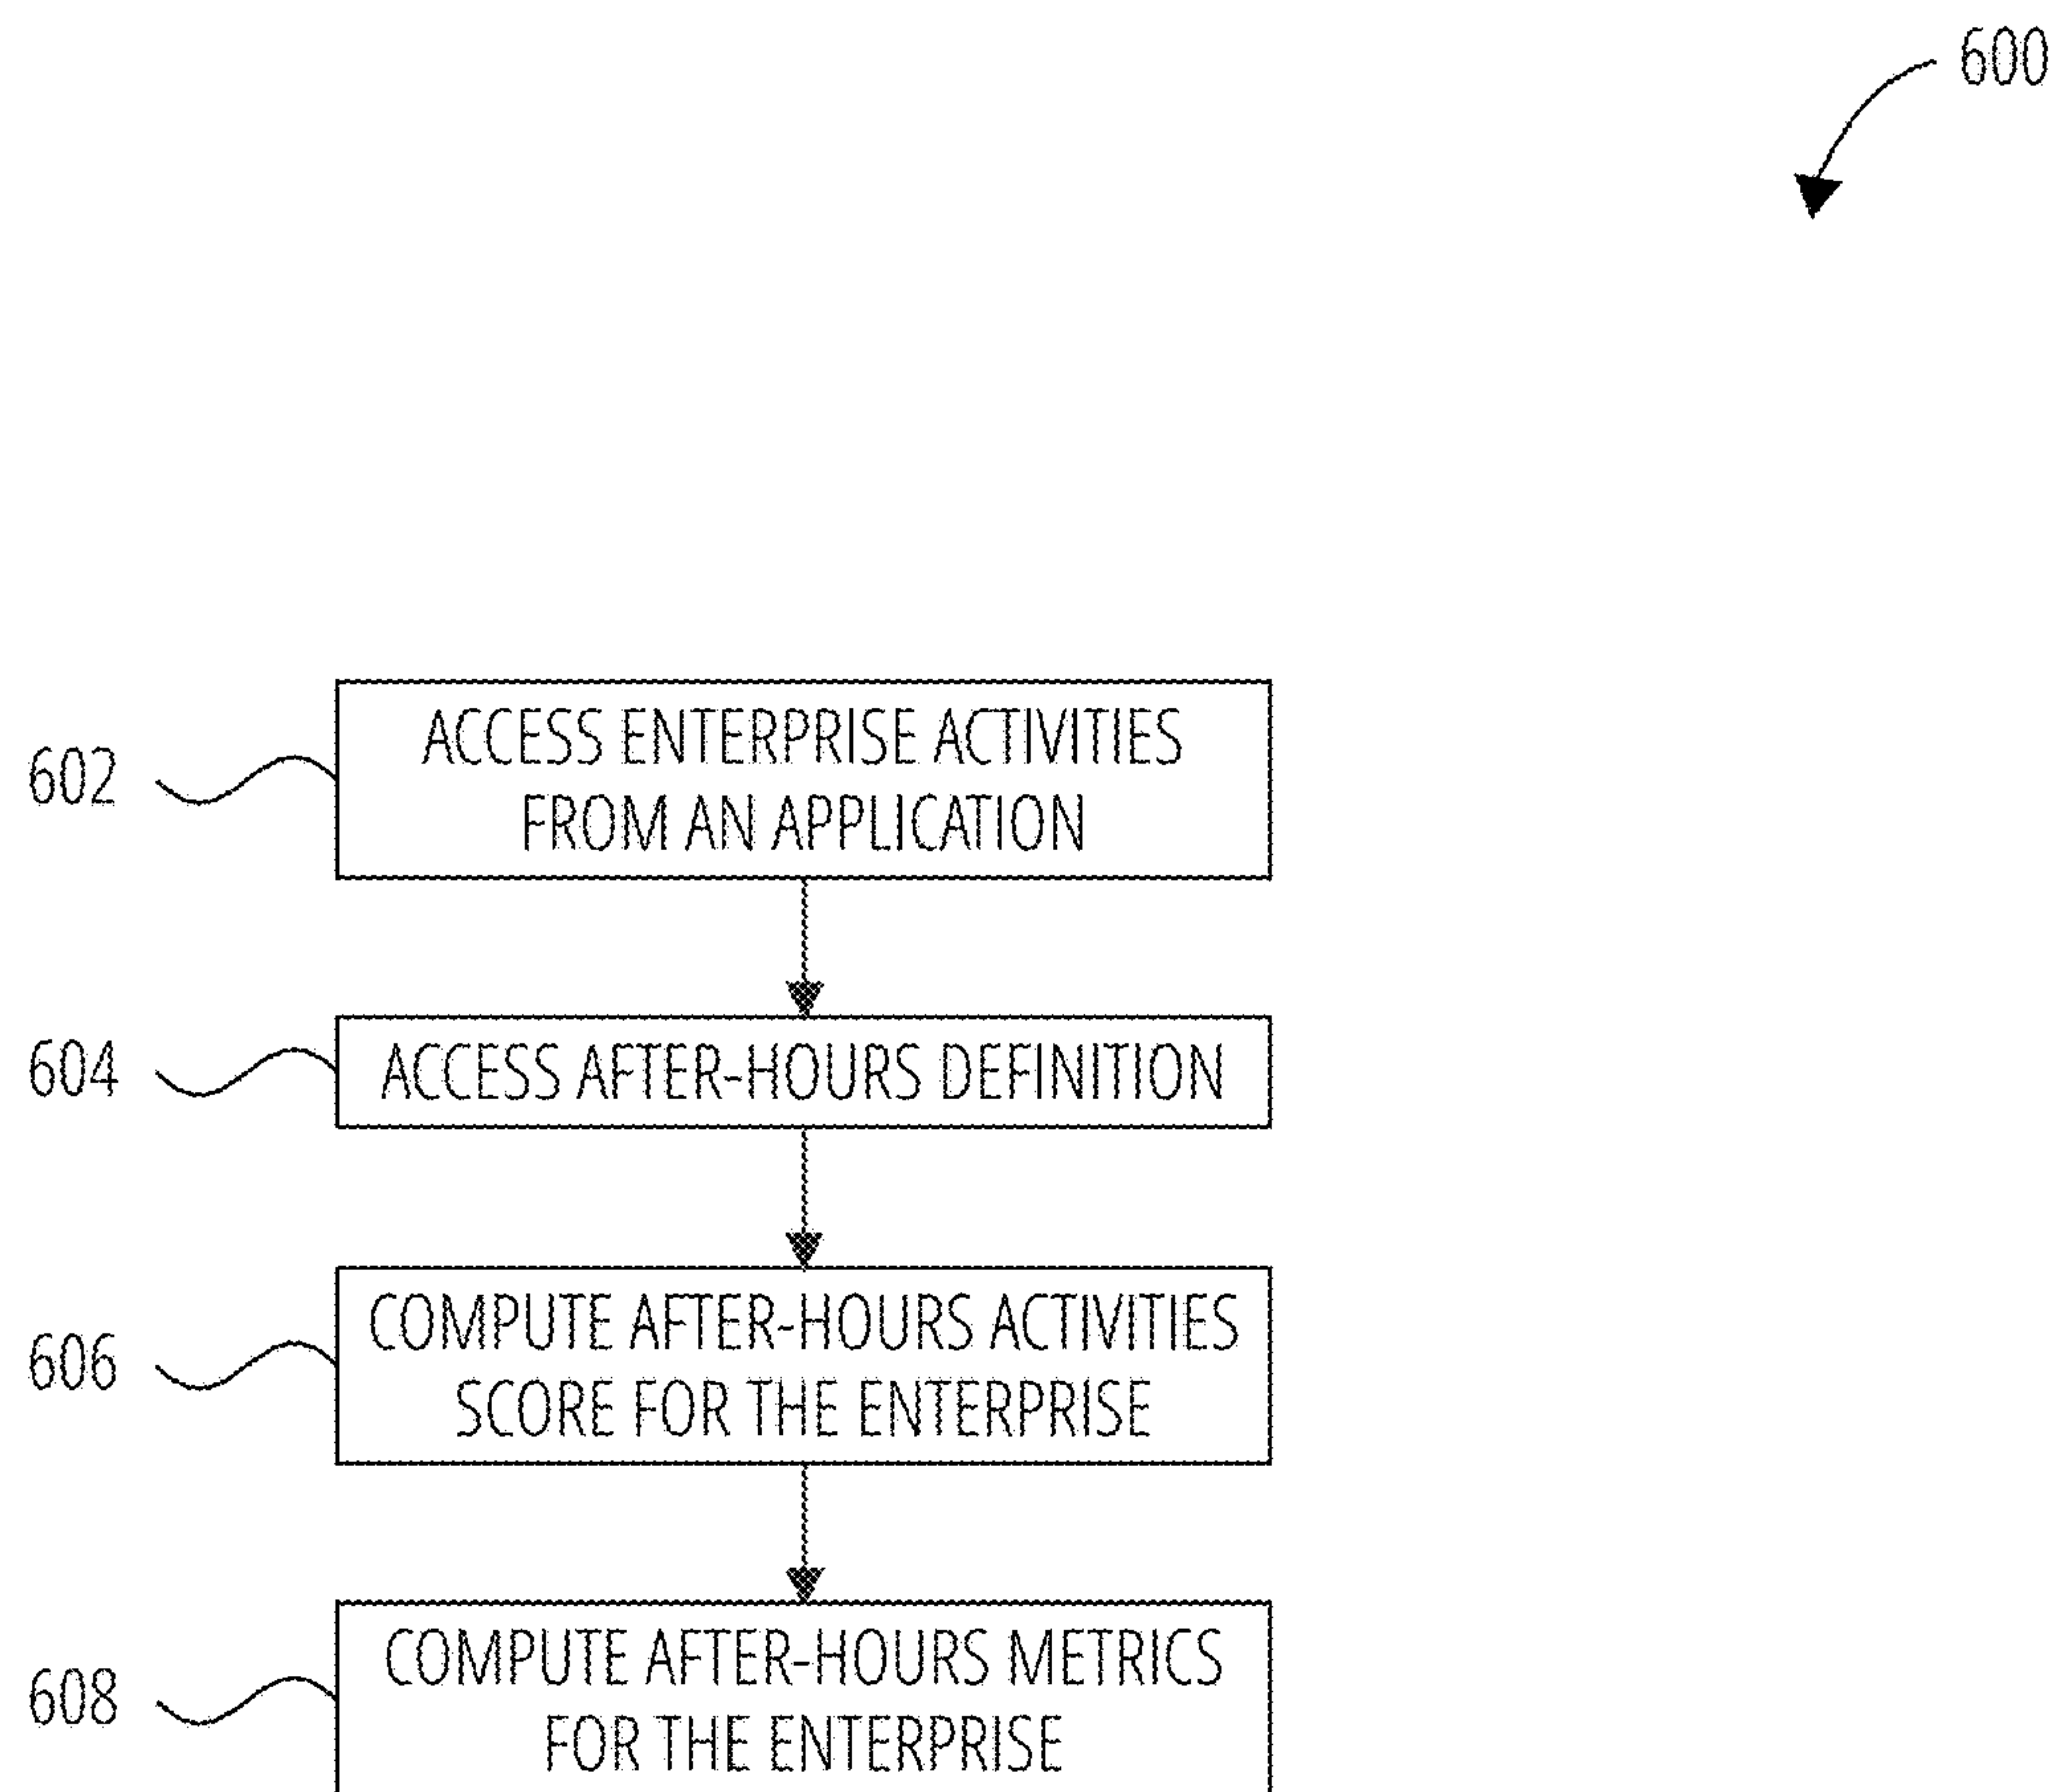 600
602
ACCESS ENTERPRISE ACTIVITIES
FROM AN APPLICATION
604
ACCESS AFTER-HOURS DEFINITION
606
COMPUTE AFTER-HOURS ACTIVITIES
SCORE FOR THE ENTERPRISE
608
COMPUTE AFTER-HOURS METRICS
FOR THE ENTERPRISE